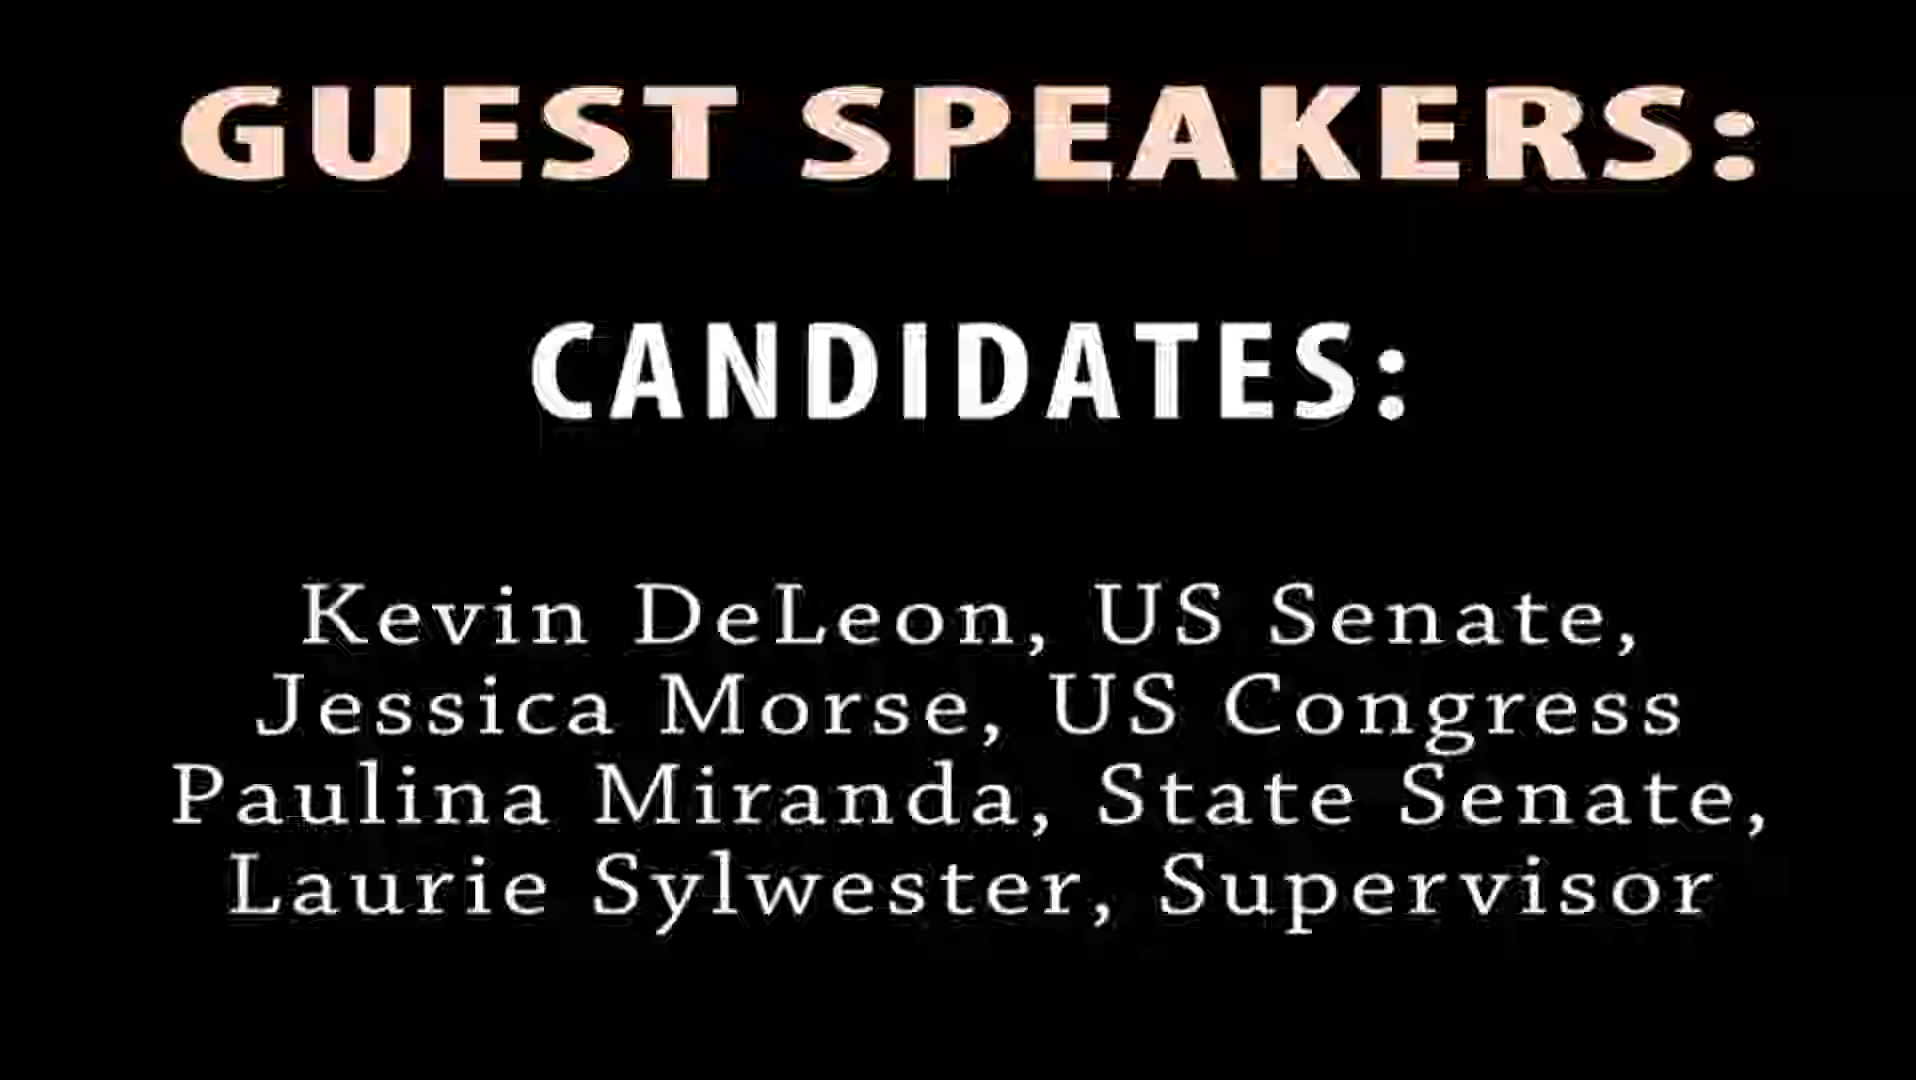 GUEST SPEAKERS:
CANDIDATES:
Kevin DeLeon, US Senate,
Jessica Morse, US Congress
Paulina Miranda, State Senate,
Laurie Sylwester, Supervisor